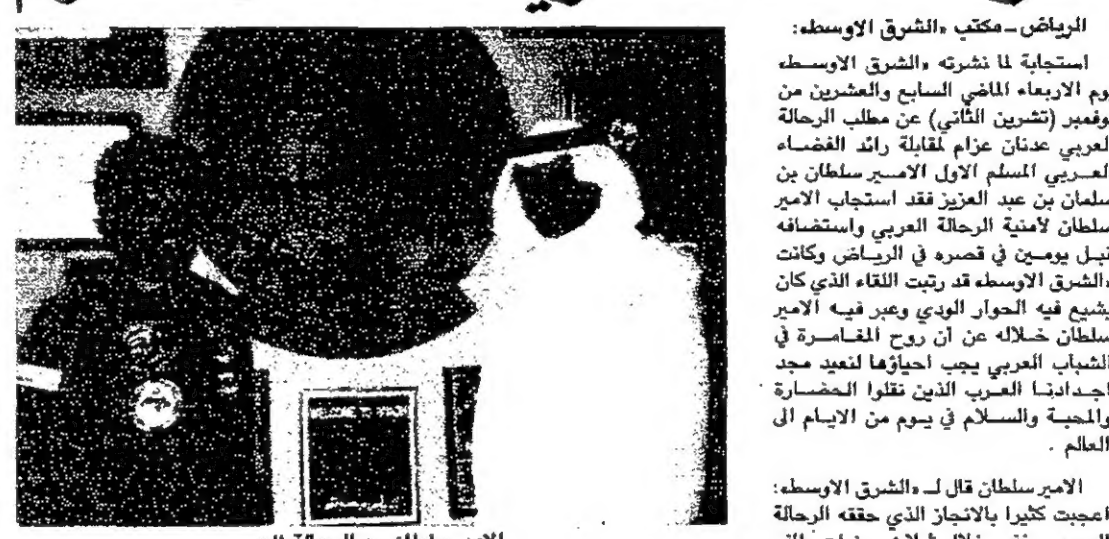 الرياض ـ مكتب «الشرق الاوسط»:
استجابة لما نشرته «الشرق الاوسط»
يوم الاربعاء الماضي السابع والعشرين من
نوفمبر (تشرين الثاني) عن مطلب الرحالة
العربي عدنان عزام لمقابلة رائد الفضاء
العربي المسلم الاول الامير سلطان بن
سلمان بن عبد العزيز فقد استجاب الامير
سلطان لأمنية الرحالة العربي واستضافه
قبل يومين في قصره في الرياض وكانت
«الشرق الاوسط» قد رتبت اللقاء الذي كان
يشيع فيه الحوار الودي وعبر فيه الامير
سلطان خلاله عن ان روح المغامرة في
الشباب العربي يجب احياؤها لنعيد مجد
اجدادنا العرب الذين نقلوا الحضارة
والمحبة والسلام في يوم من الايام الى
العالم .
الامير سلطان قال لـ «الشرق الاوسط»:
اعجبت كثيرا بالانجاز الذي حققه الرحالة